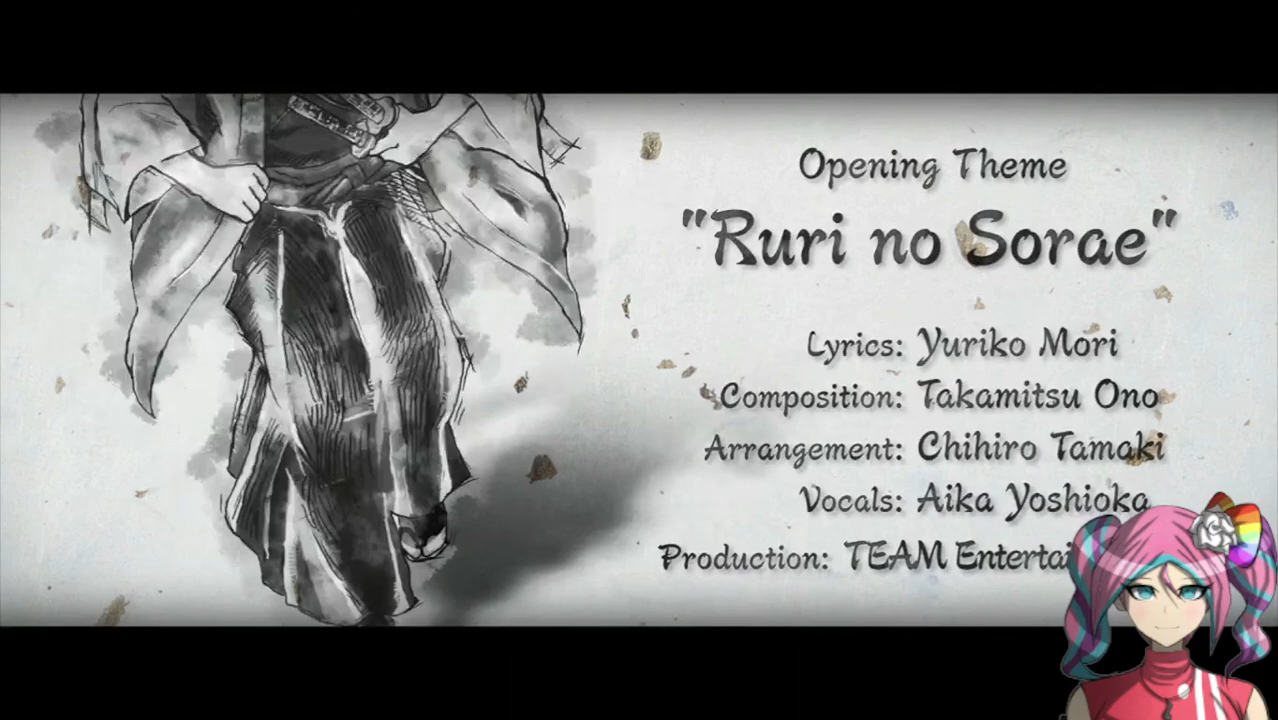 Opening Theme
"Ruri no Sorae"
Lyrics: Yuriko Mori
Composition: Takamitsu Ono
Arrangement: Chihiro Tamaki
Vocals: Aika Yoshioka
Production: TEAM